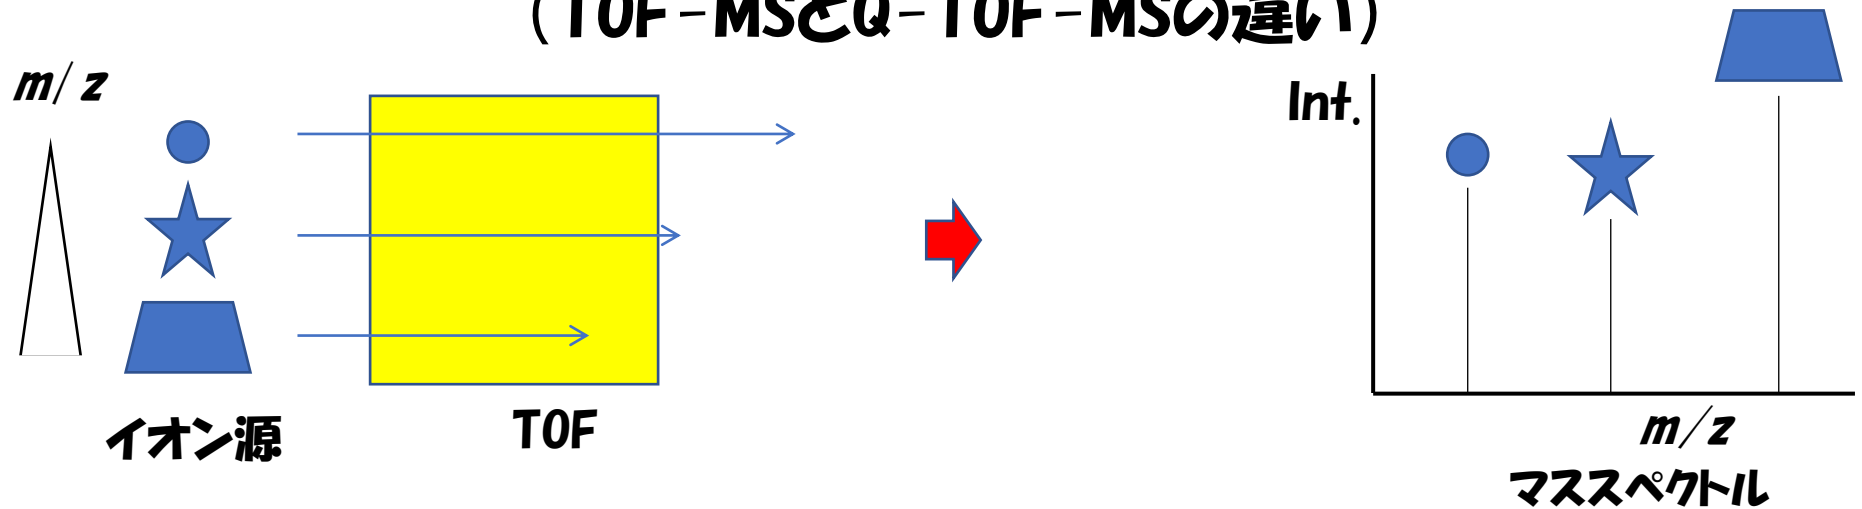 (TOF-MSとQ-TOF-MSの違い)
m/z
Int.
イオン源
TOF
m/z
マススペクトル